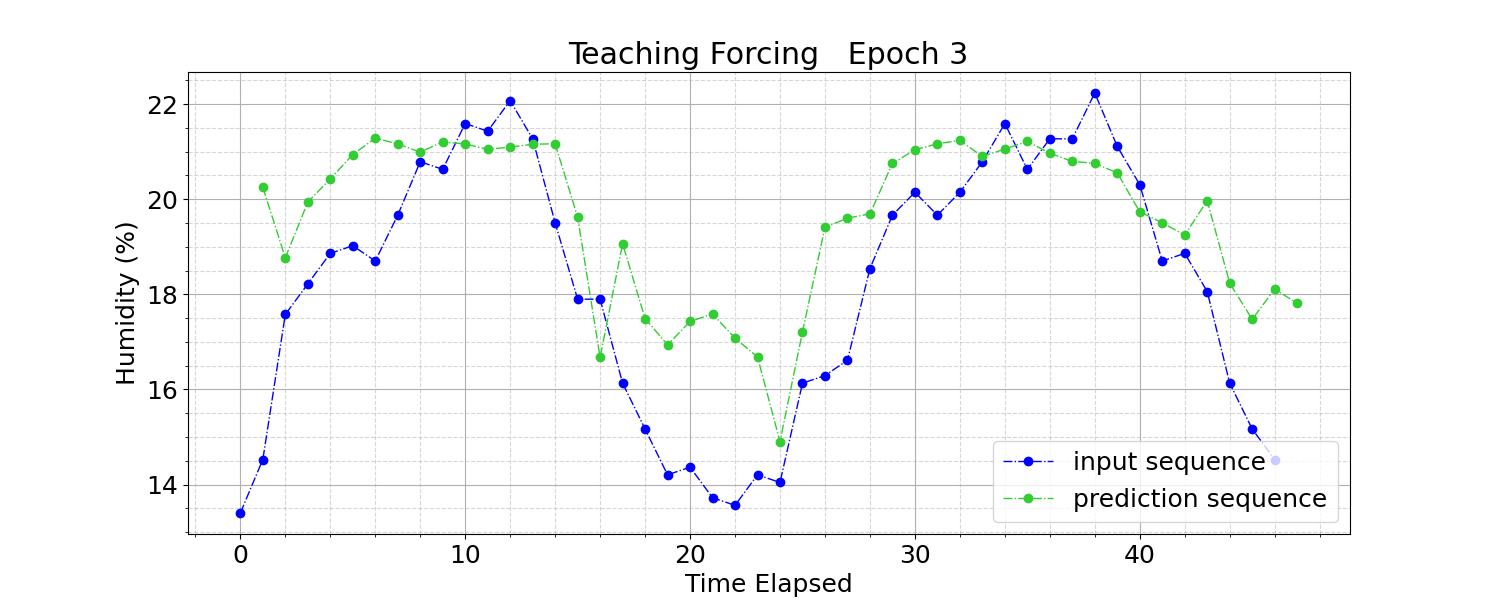 Teaching Forcing   Epoch 3
Humidity (%)
22
20
18
16
14
input sequence
prediction sequence
0 10 20 30 40
Time Elapsed